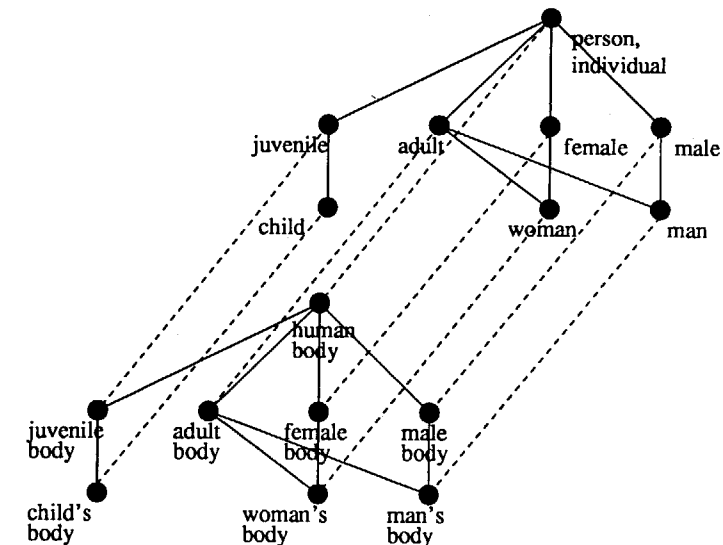 person,
individual
juvenile
adult
female
male
child
woman
man
human
body
juvenile
body
adult
body
female
body
male
body
child's
body
woman's
body
man's
body